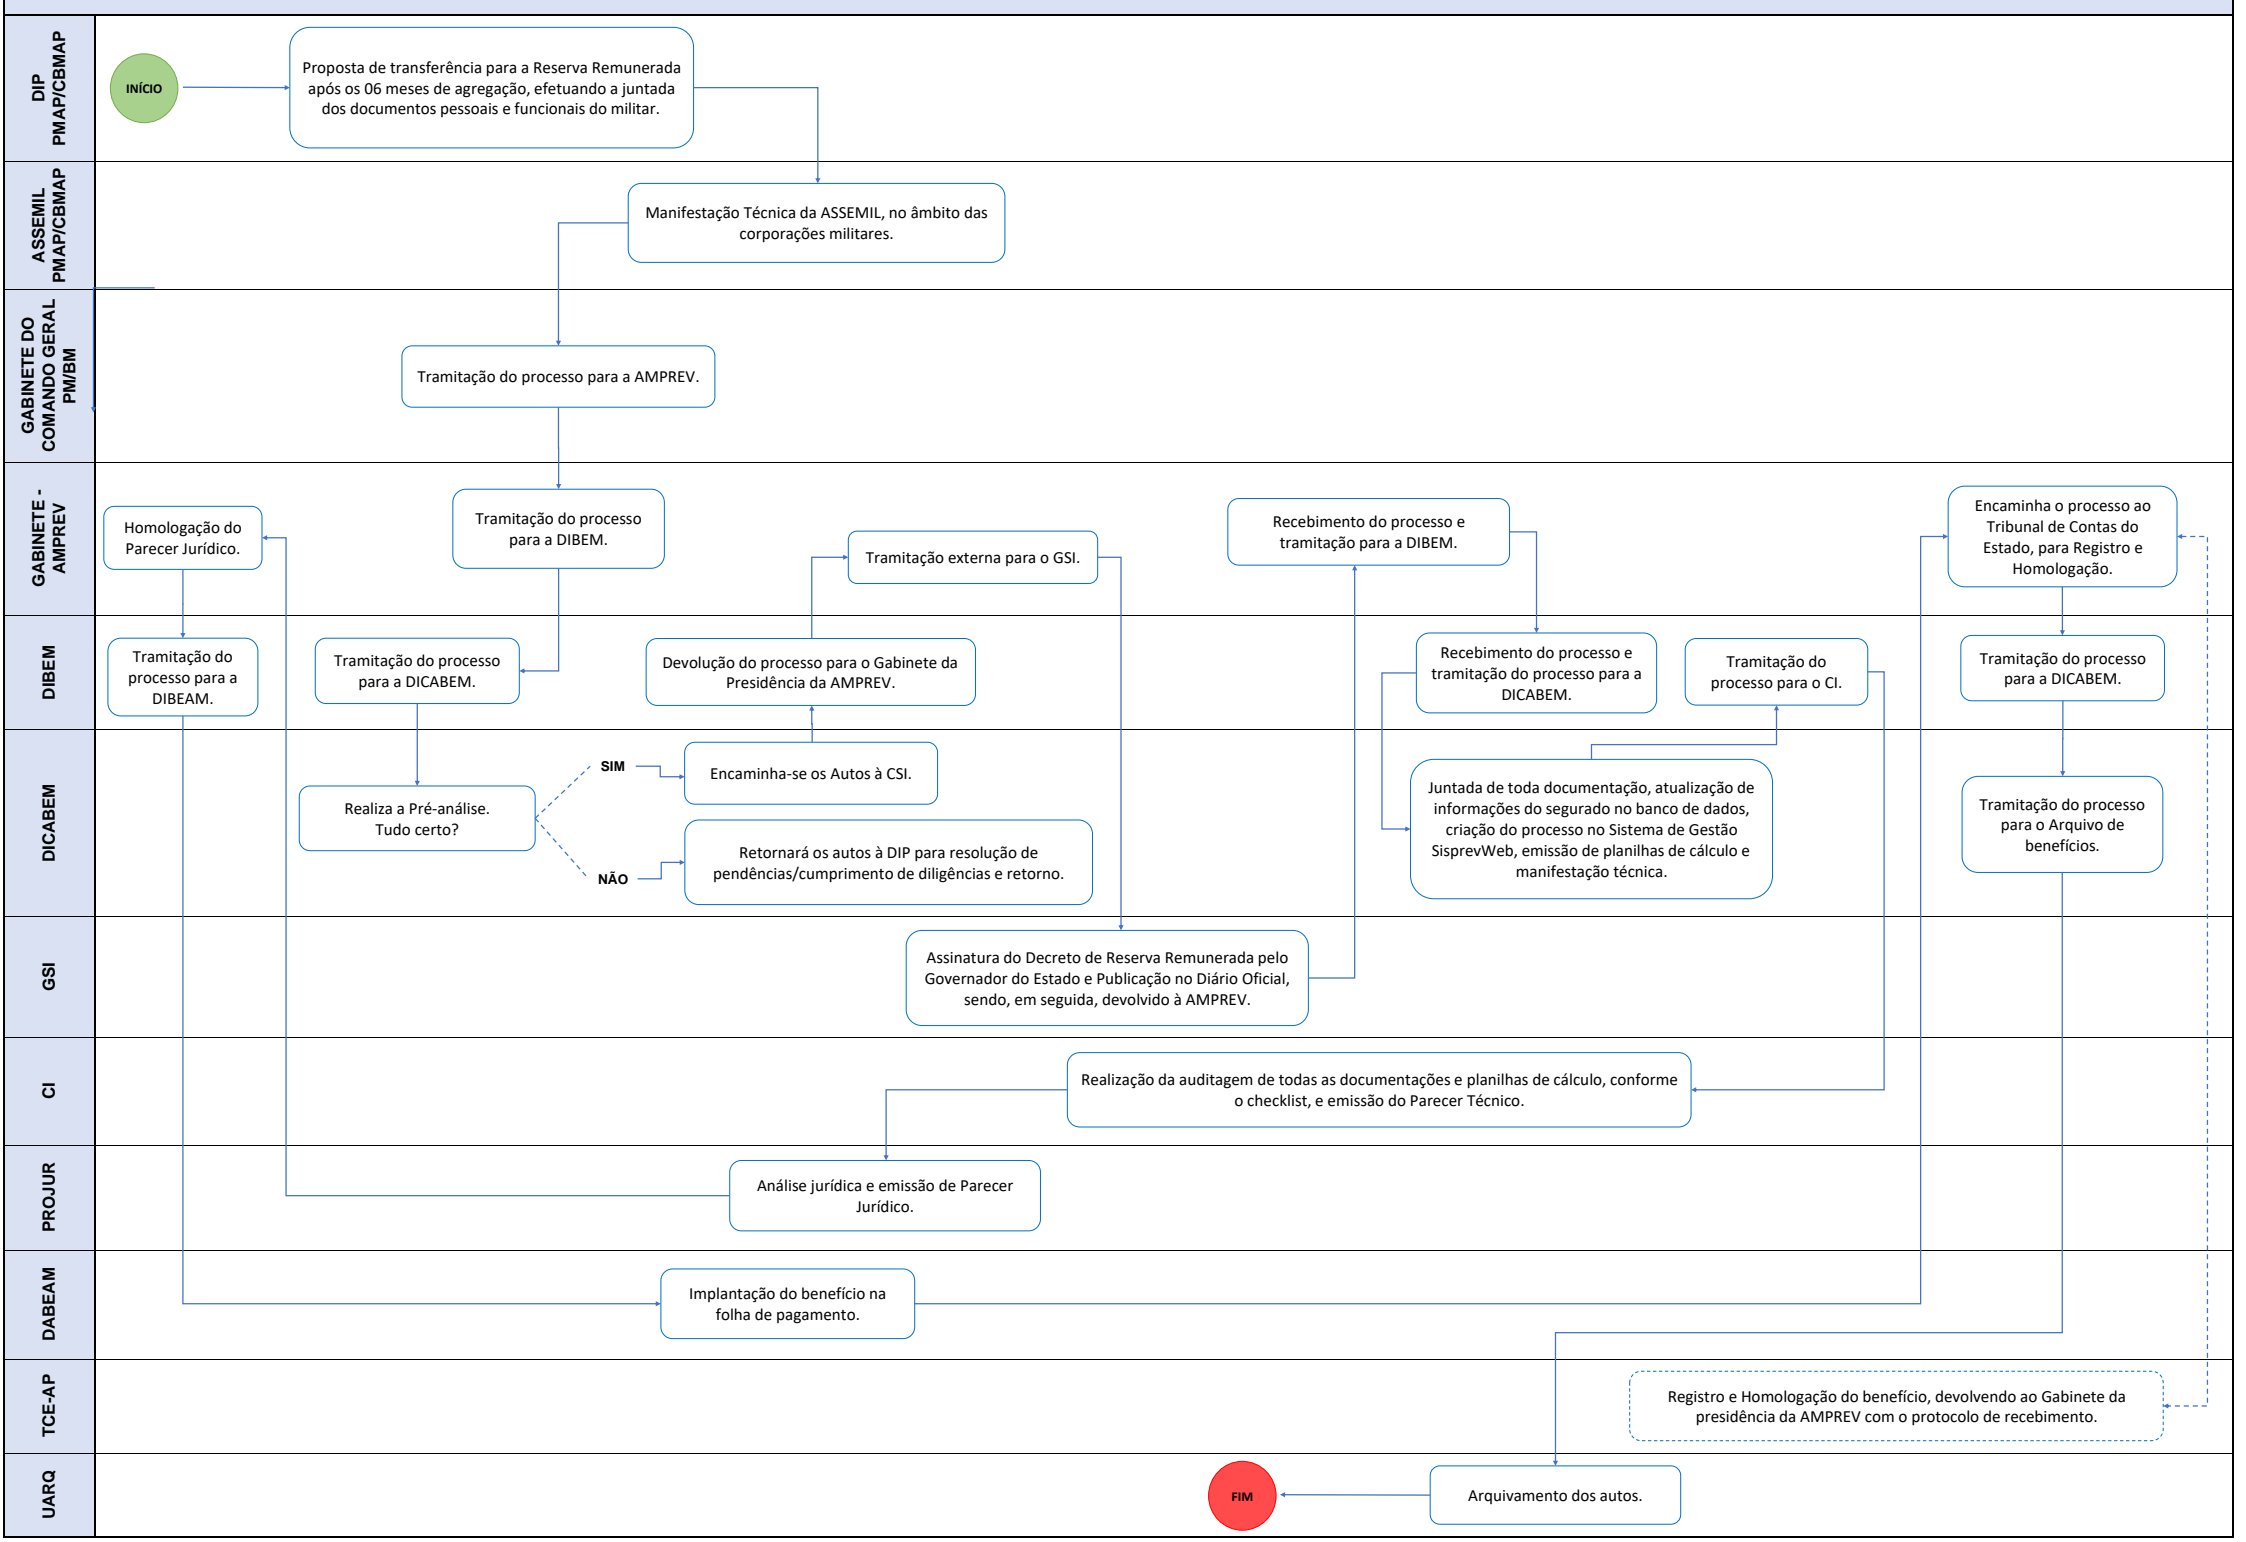 DIP
PMAP/CBMAP
INÍCIO
Proposta de transferência para a Reserva Remunerada
após os 06 meses de agregação, efetuando a juntada
dos documentos pessoais e funcionais do militar.
ASSEMIL
PMAP/CBMAP
Manifestação Técnica da ASSEMIL, no âmbito das
corporações militares.
GABINETE DO
COMANDO GERAL
PM/BM
Tramitação do processo para a AMPREV.
GABINETE -
AMPREV
Homologação do
Parecer Jurídico.
Tramitação do processo
para a DIBEM.
Tramitação externa para o GSI.
Recebimento do processo e
tramitação para a DIBEM.
Encaminha o processo ao
Tribunal de Contas do
Estado, para Registro e
Homologação.
DIBEM
Tramitação do
processo para a
DIBEAM.
Tramitação do processo
para a DICABEM.
Devolução do processo para o Gabinete da
Presidência da AMPREV.
Recebimento do processo e
tramitação do processo para a
DICABEM.
Tramitação do
processo para o CI.
Tramitação do processo
para a DICABEM.
DICABEM
Realiza a Pré-análise.
Tudo certo?
SIM
Encaminha-se os Autos à CSI.
NÃO
Retornará os autos à DIP para resolução de
pendências/cumprimento de diligências e retorno.
Juntada de toda documentação, atualização de
informações do segurado no banco de dados,
criação do processo no Sistema de Gestão
SisprevWeb, emissão de planilhas de cálculo e
manifestação técnica.
Tramitação do processo
para o Arquivo de
benefícios.
GSI
Assinatura do Decreto de Reserva Remunerada pelo
Governador do Estado e Publicação no Diário Oficial,
sendo, em seguida, devolvido à AMPREV.
CI
Realização da auditagem de todas as documentações e planilhas de cálculo, conforme
o checklist, e emissão do Parecer Técnico.
PROJUR
Análise jurídica e emissão de Parecer
Jurídico.
DABEAM
Implantação do benefício na
folha de pagamento.
TCE-AP
Registro e Homologação do benefício, devolvendo ao Gabinete da
presidência da AMPREV com o protocolo de recebimento.
UARQ
FIM
Arquivamento dos autos.